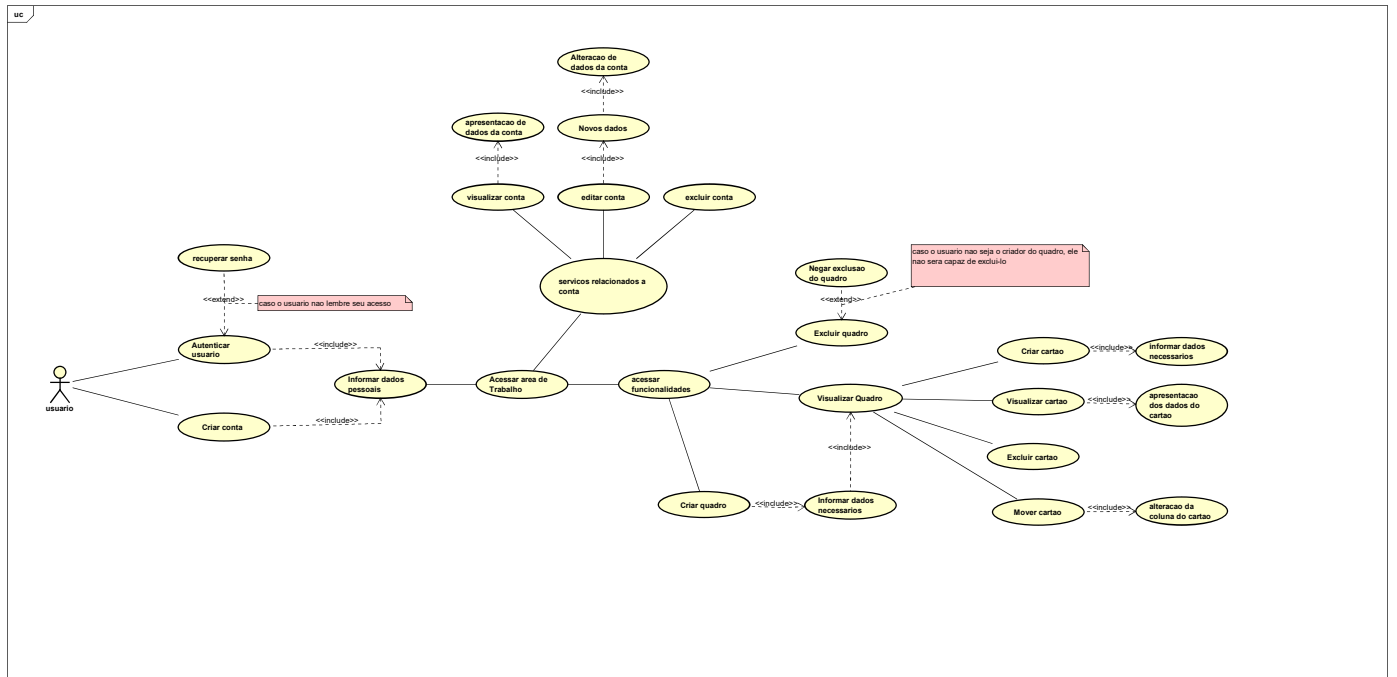 uc
Alteracao de
dados da conta
<<include>>
apresentacao de
dados da conta
Novos dados
<<include>>
<<include>>
visualizar conta
editar conta
excluir conta
recuperar senha
<<extend>>
caso o usuario nao lembre seu acesso
servicos relacionados a
conta
Negar exclusao
do quadro
caso o usuario nao seja o criador do quadro, ele
nao sera capaz de exclui-lo
<<extend>>
Excluir quadro
Autenticar
usuario
<<include>>
usuario
Informar dados
pessoais
Acessar area de
Trabalho
acessar
funcionalidades
Criar conta
<<include>>
Visualizar Quadro
Criar cartao
<<include>>
informar dados
necessarios
Visualizar cartao
<<include>>
apresentacao
dos dados do
cartao
<<include>>
Excluir cartao
Criar quadro
<<include>>
Informar dados
necessarios
Mover cartao
<<include>>
alteracao da
coluna do cartao